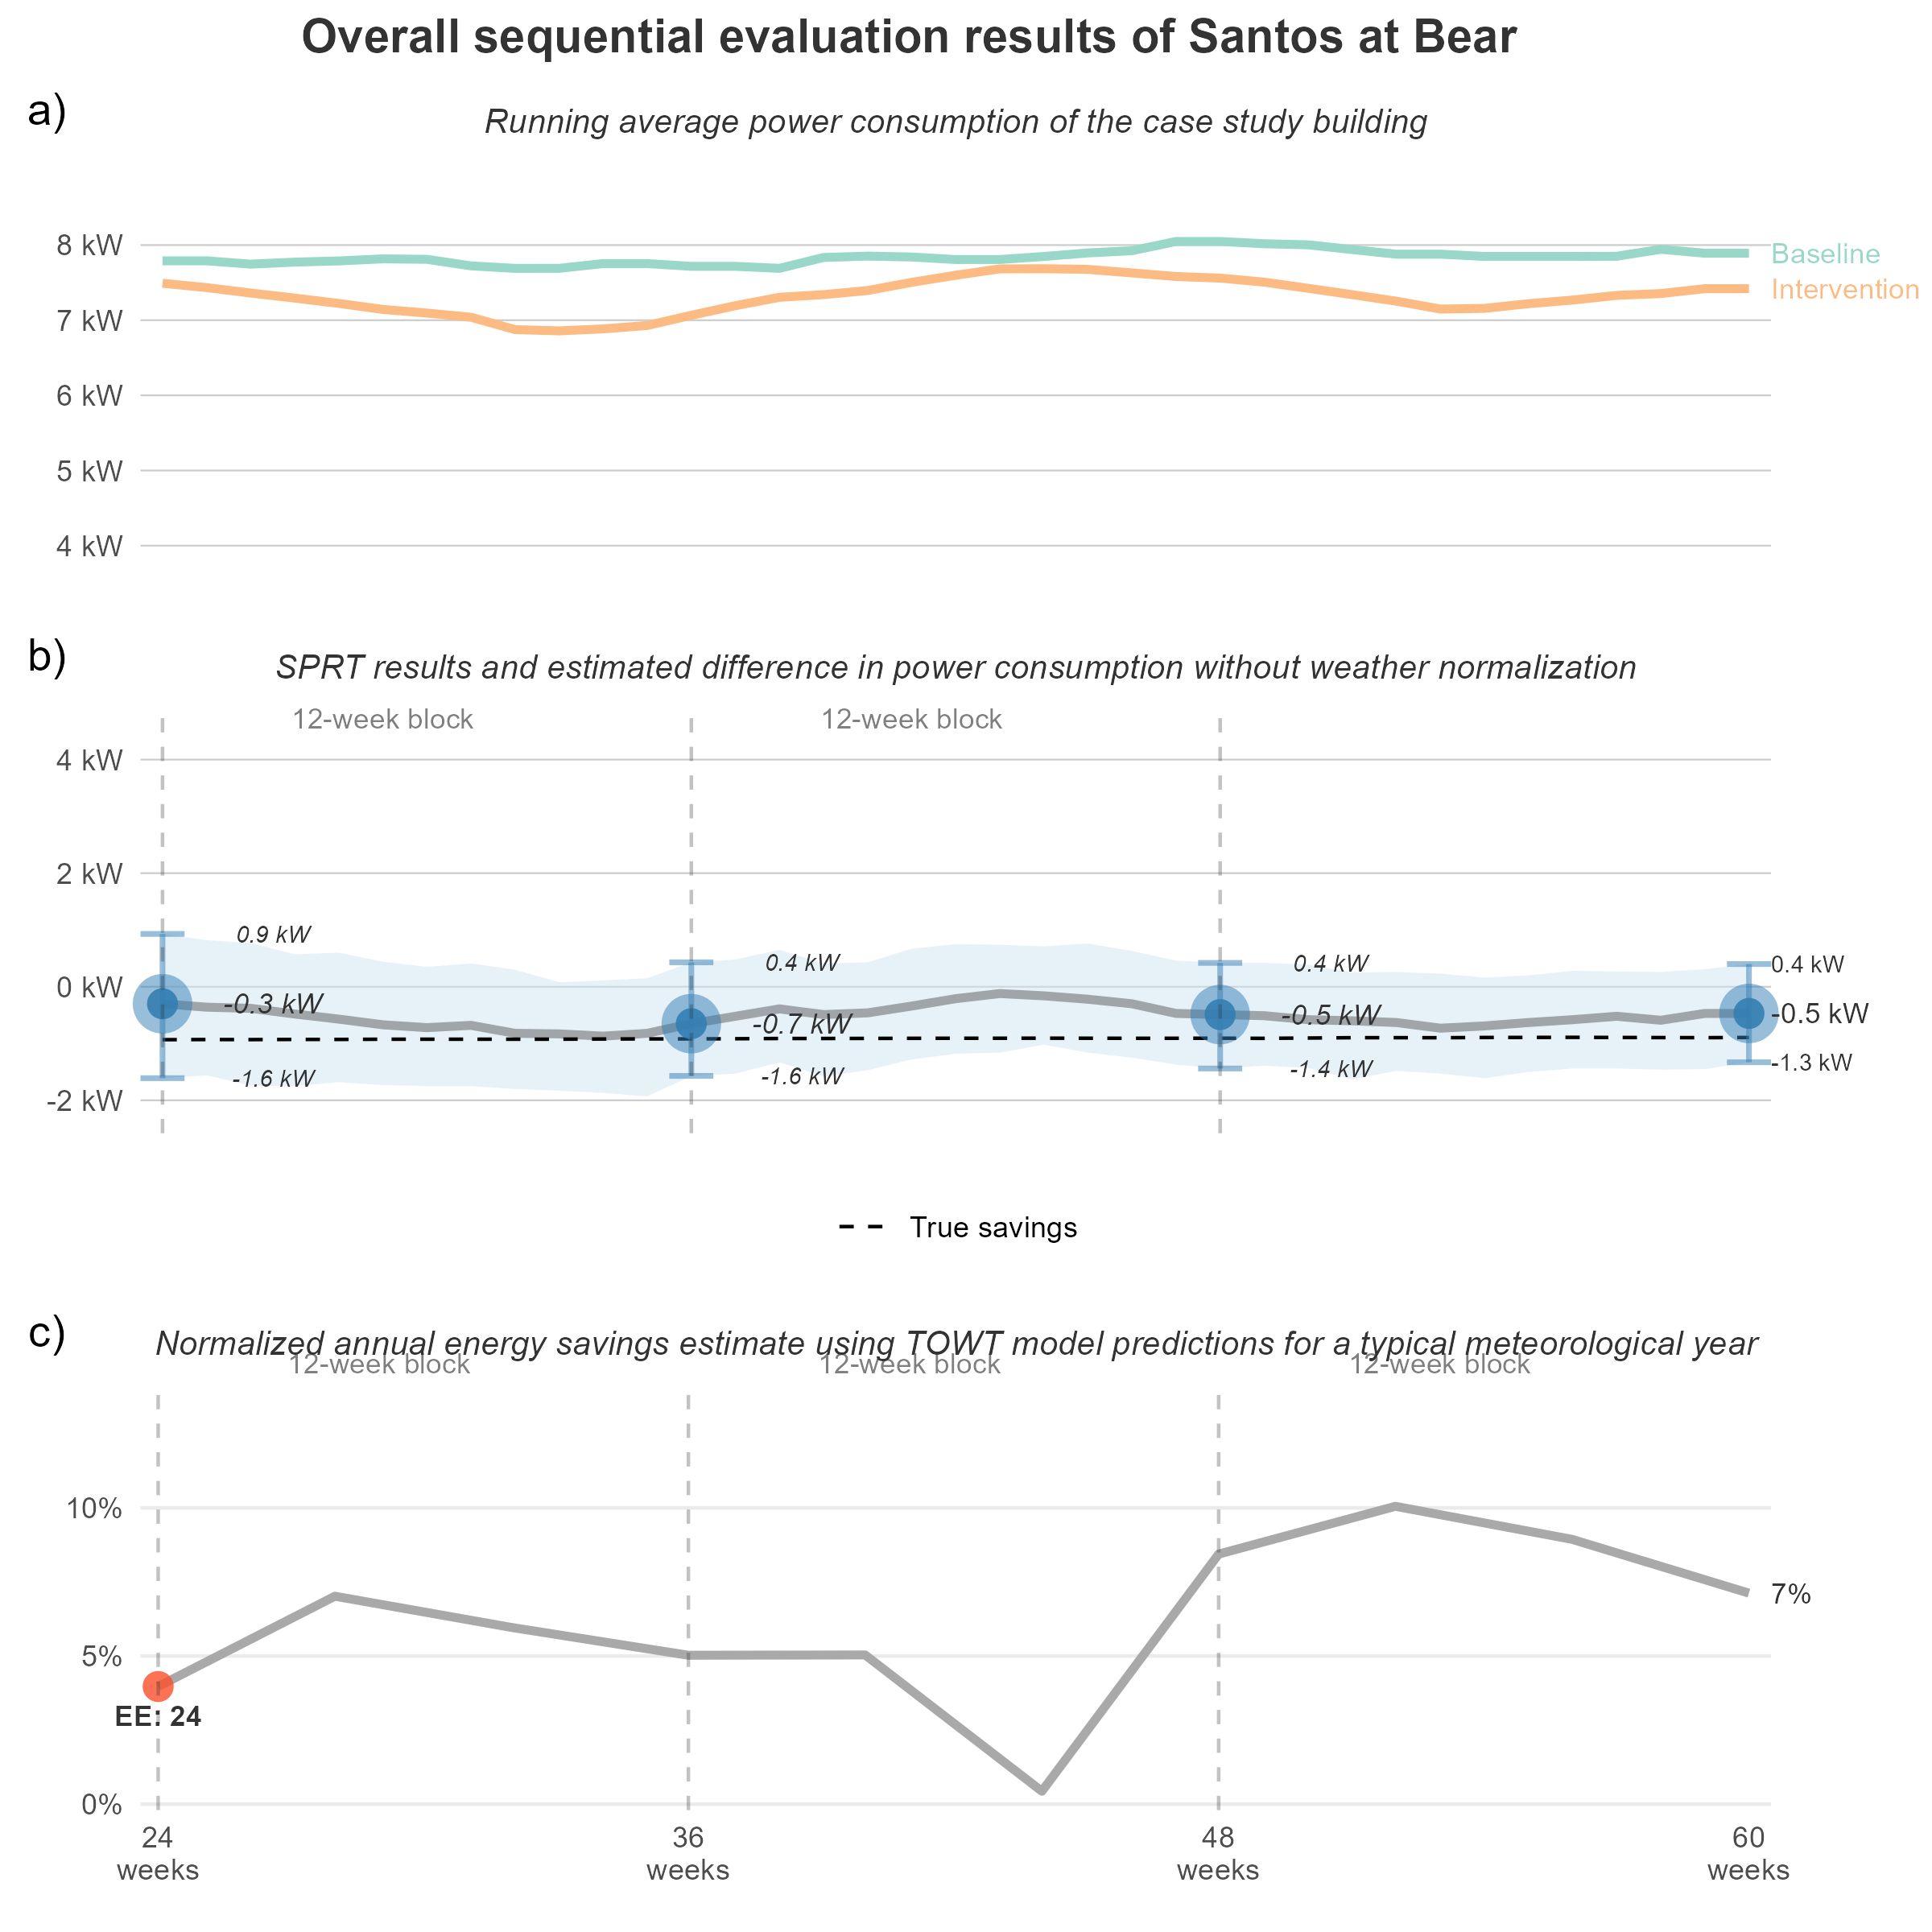 Overall sequential evaluation results of Santos at Bear
a)
Running average power consumption of the case study building
8 kW
Baseline
Intervention
7 kW
6 kW
5 kW
4 kW
b)
SPRT results and estimated difference in power consumption without weather normalization
12-week block
12-week block
4 kW
2 kW
0.9 kW
0.4 kW
0.4 kW
0.4 kW
0 kW
-0.3 kW
-0.7 kW
-0.5 kW
-0.5 kW
-1.6 kW
-1.6 kW
-1.4 kW
-1.3 kW
-2 kW
True savings
c)
Normalized annual energy savings estimate using TOWT model predictions for a typical meteorological year
12-week block
12-week block
12-week block
10%
7%
5%
EE: 24
0%
24
weeks
36
weeks
48
weeks
60
weeks